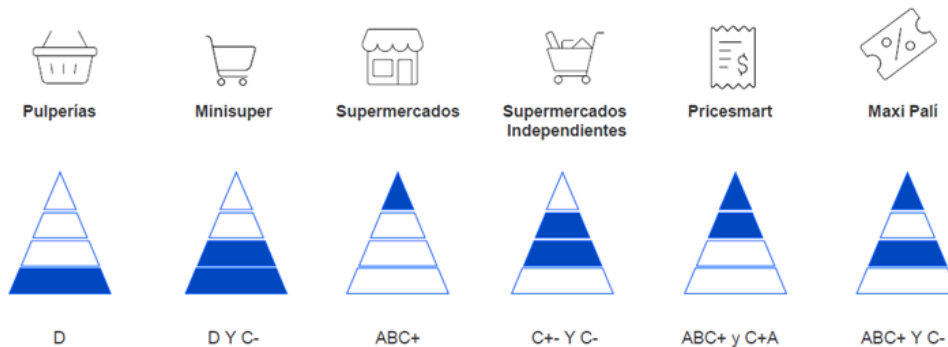 $
%
Pulperías
Minisuper
Supermercados
Supermercados
Independientes
Pricesmart
Maxi Palí
D
D Y C-
ABC+
C+- Y C-
ABC+ y C+A
ABC+ Y C-